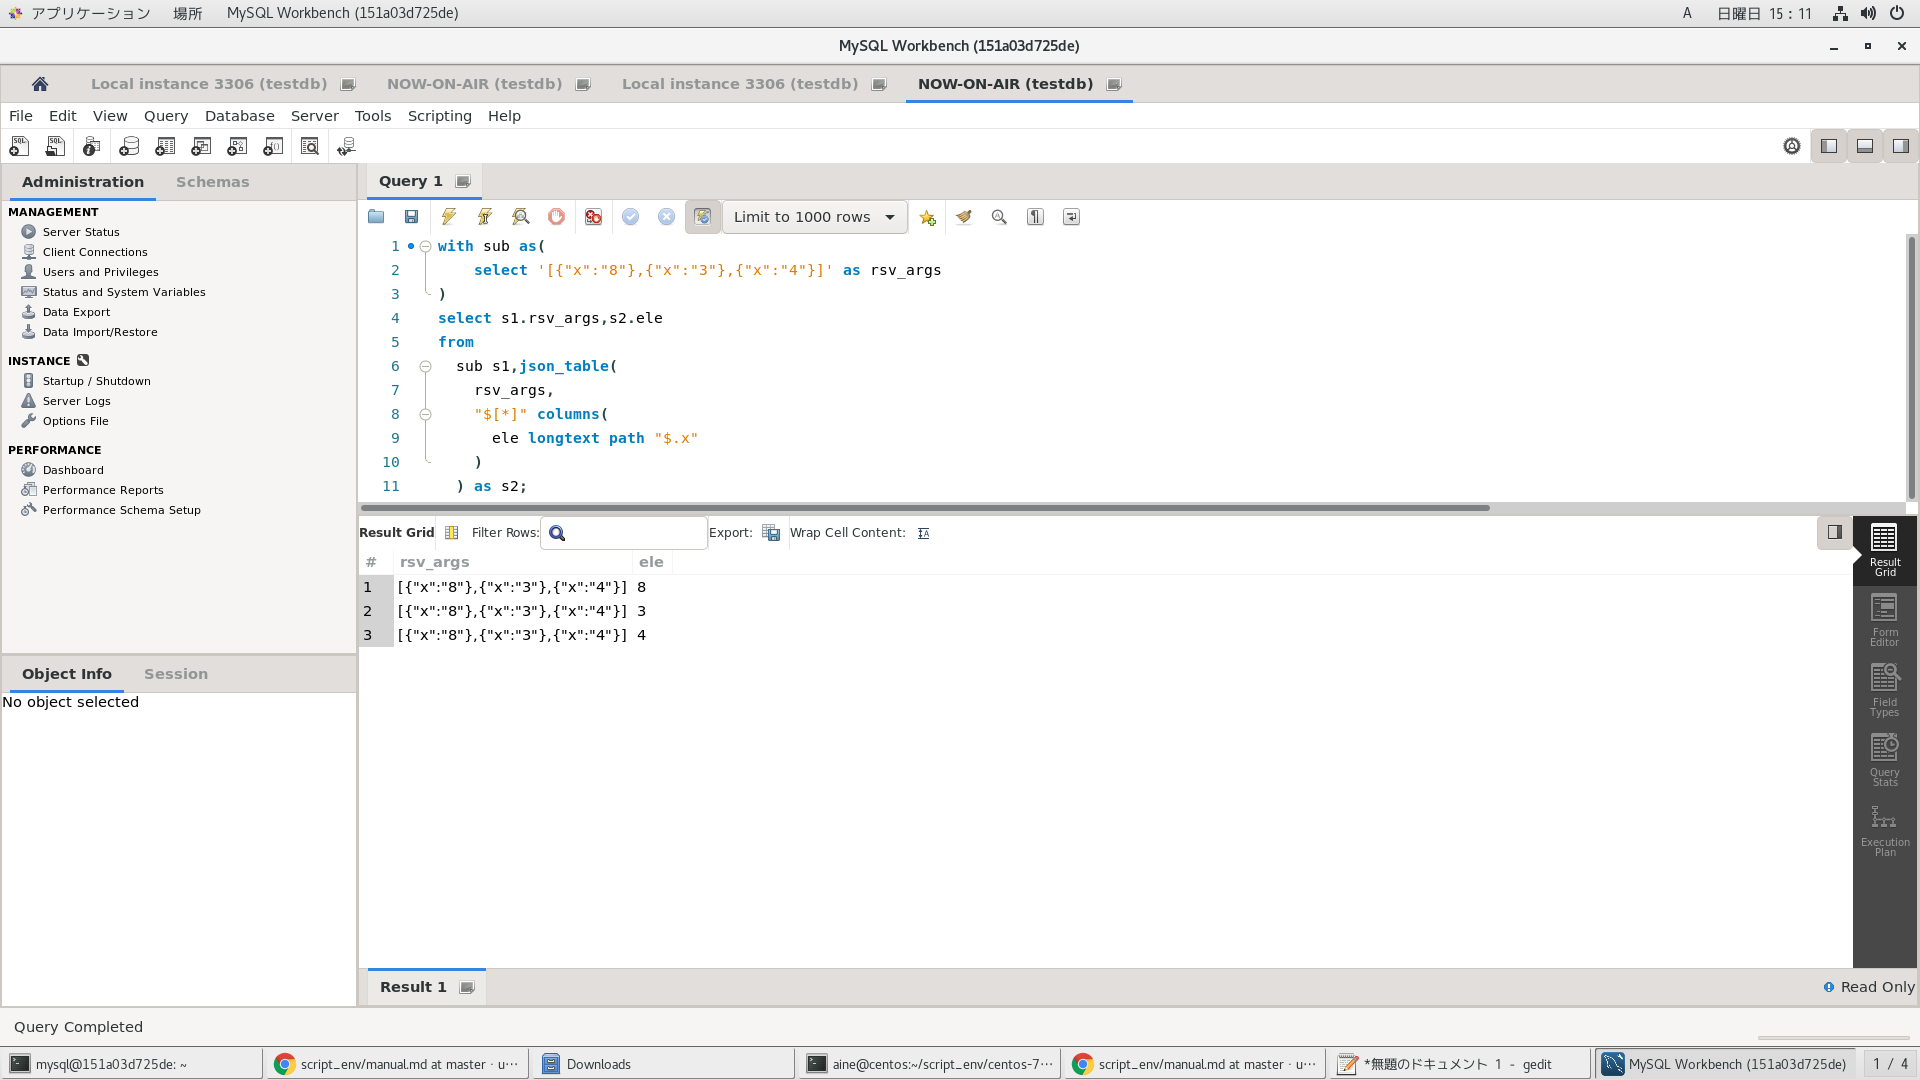 アプリケーション 場所 MySQL Workbench (151a03d725de) A 日曜日 15：11
MySQL Workbench (151a03d725de)
Local instance 3306 (testdb) NOW-ON-AIR (testdb) Local instance 3306 (testdb) NOW-ON-AIR (testdb)
File Edit View Query Database Server Tools Scripting Help
Administration Schemas
MANAGEMENT
Server Status
Client Connections
Users and Privileges
Status and System Variables
Data Export
Data Import/Restore
INSTANCE
Startup / Shutdown
Server Logs
Options File
PERFORMANCE
Dashboard
Performance Reports
Performance Schema Setup
Object Info Session
No object selected
Query 1
Limit to 1000 rows
1 with sub as(
2 select '[{"x":"8"},{"x":"3"},{"x":"4"}]' as rsv_args
3 )
4 select s1.rsv_args,s2.ele
5 from
6 sub s1,json_table(
7 rsv_args,
8 "$[*]" columns(
9 ele longtext path "$.x"
10 )
11 ) as s2;
Result Grid Filter Rows: Export: Wrap Cell Content:
# rsv_args ele
1 [{"x":"8"},{"x":"3"},{"x":"4"}] 8
2 [{"x":"8"},{"x":"3"},{"x":"4"}] 3
3 [{"x":"8"},{"x":"3"},{"x":"4"}] 4
Result
Grid
Form
Editor
Field
Types
Query
Stats
Execution
Plan
Result 1 Read Only
Query Completed
mysql@151a03d725de: ~ script_env/manual.md at master · u… Downloads aine@centos:~/script_env/centos-7… script_env/manual.md at master · u… *無題のドキュメント 1 - gedit MySQL Workbench (151a03d725de) 1 / 4